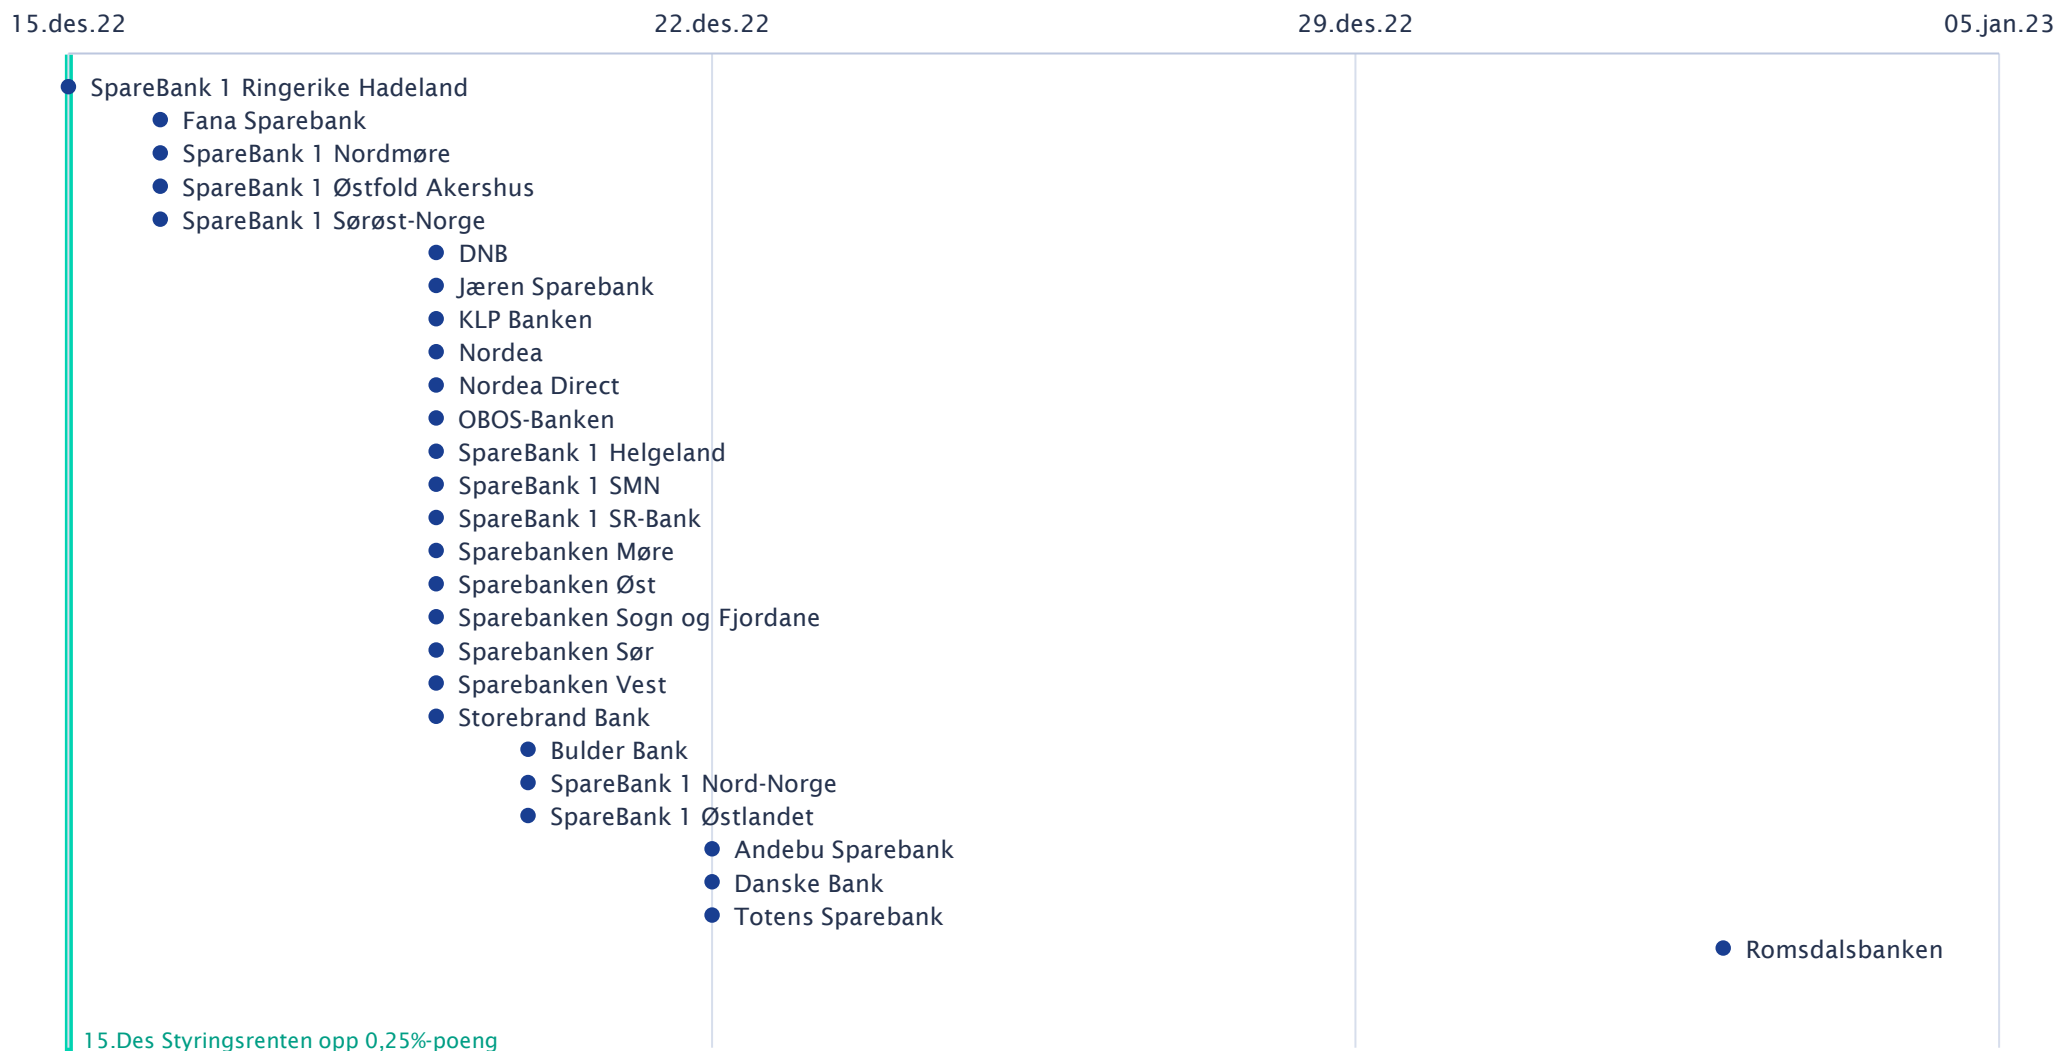 15.des.22 22.des.22 29.des.22 05.jan.23
SpareBank 1 Ringerike Hadeland
Fana Sparebank
SpareBank 1 Nordmøre
SpareBank 1 Østfold Akershus
SpareBank 1 Sørøst-Norge
DNB
Jæren Sparebank
KLP Banken
Nordea
Nordea Direct
OBOS-Banken
SpareBank 1 Helgeland
SpareBank 1 SMN
SpareBank 1 SR-Bank
Sparebanken Møre
Sparebanken Øst
Sparebanken Sogn og Fjordane
Sparebanken Sør
Sparebanken Vest
Storebrand Bank
Bulder Bank
SpareBank 1 Nord-Norge
SpareBank 1 Østlandet
Andebu Sparebank
Danske Bank
Totens Sparebank
Romsdalsbanken
15.Des Styringsrenten opp 0,25%-poeng